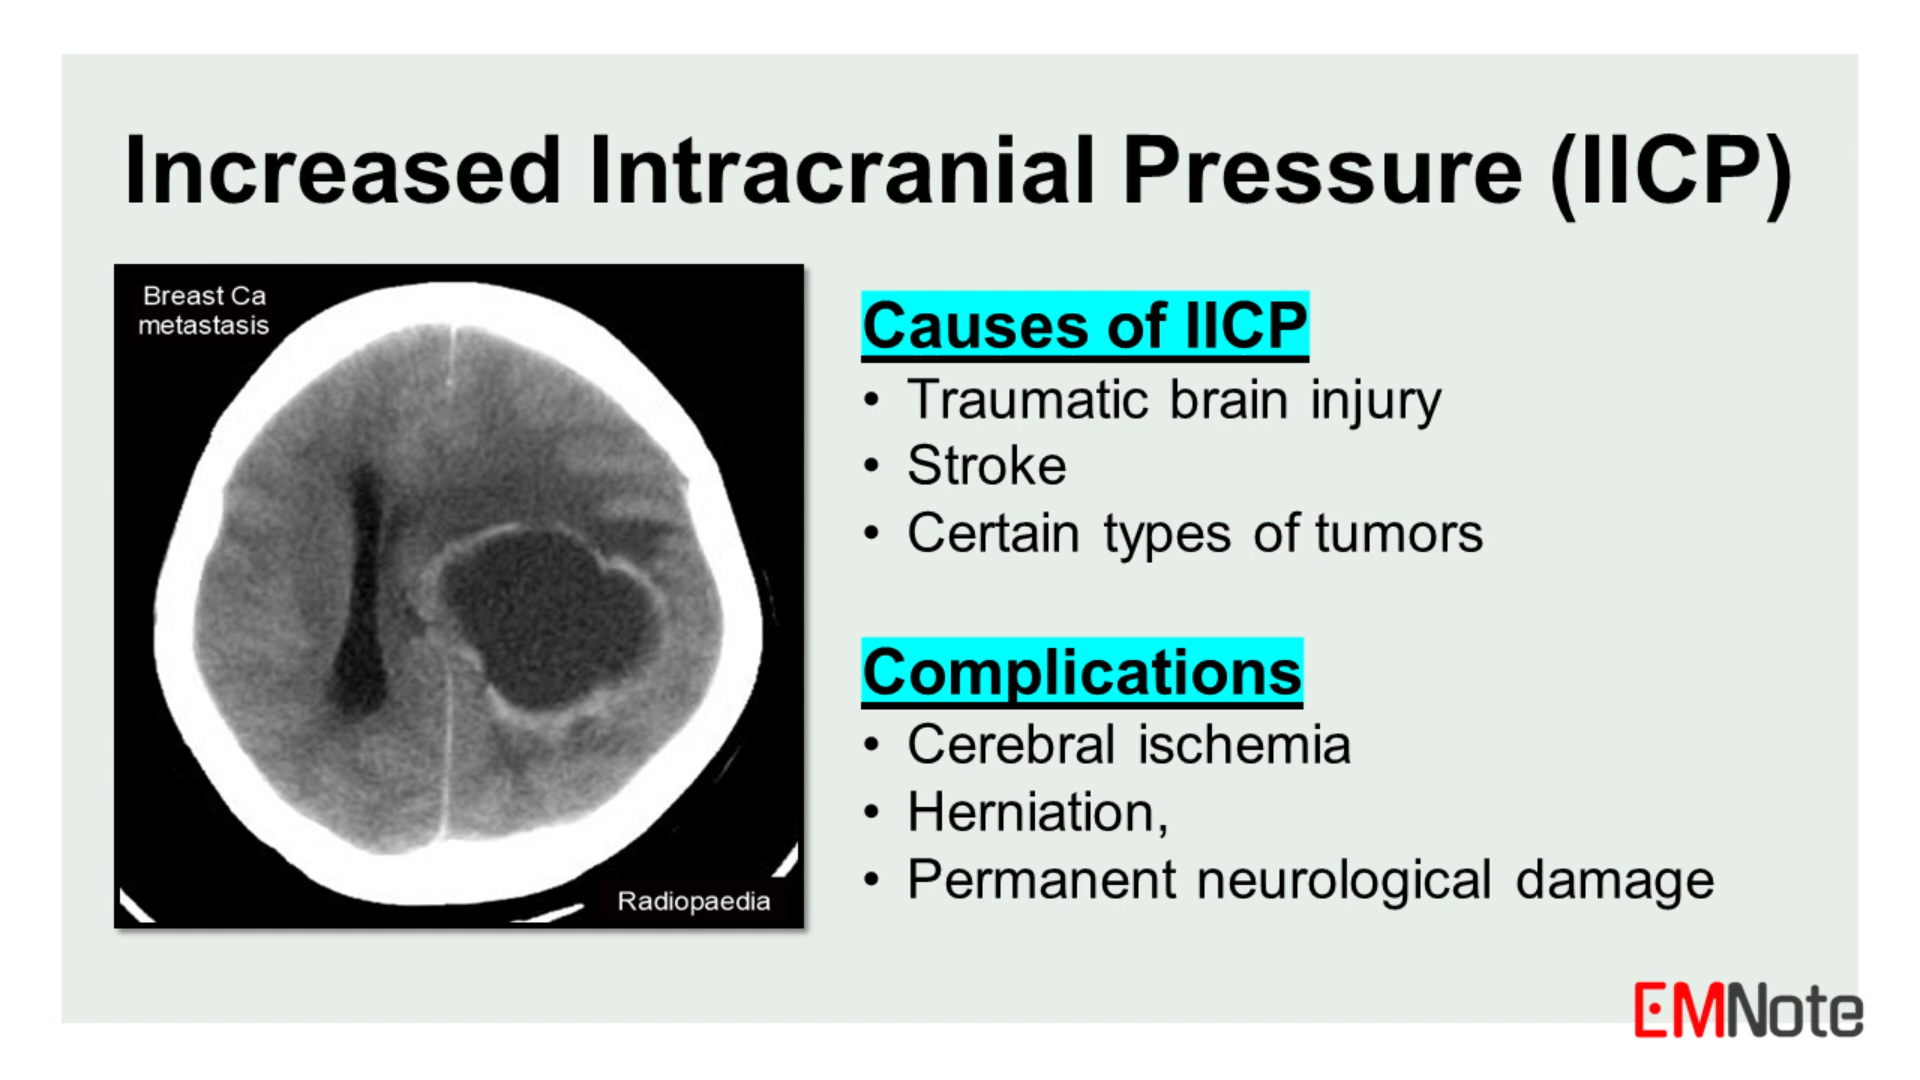 Increased Intracranial Pressure (IICP)
Breast Ca
metastasis
Radiopaedia
Causes of IICP
• Traumatic brain injury
• Stroke
• Certain types of tumors
Complications
• Cerebral ischemia
• Herniation,
• Permanent neurological damage
EMNote